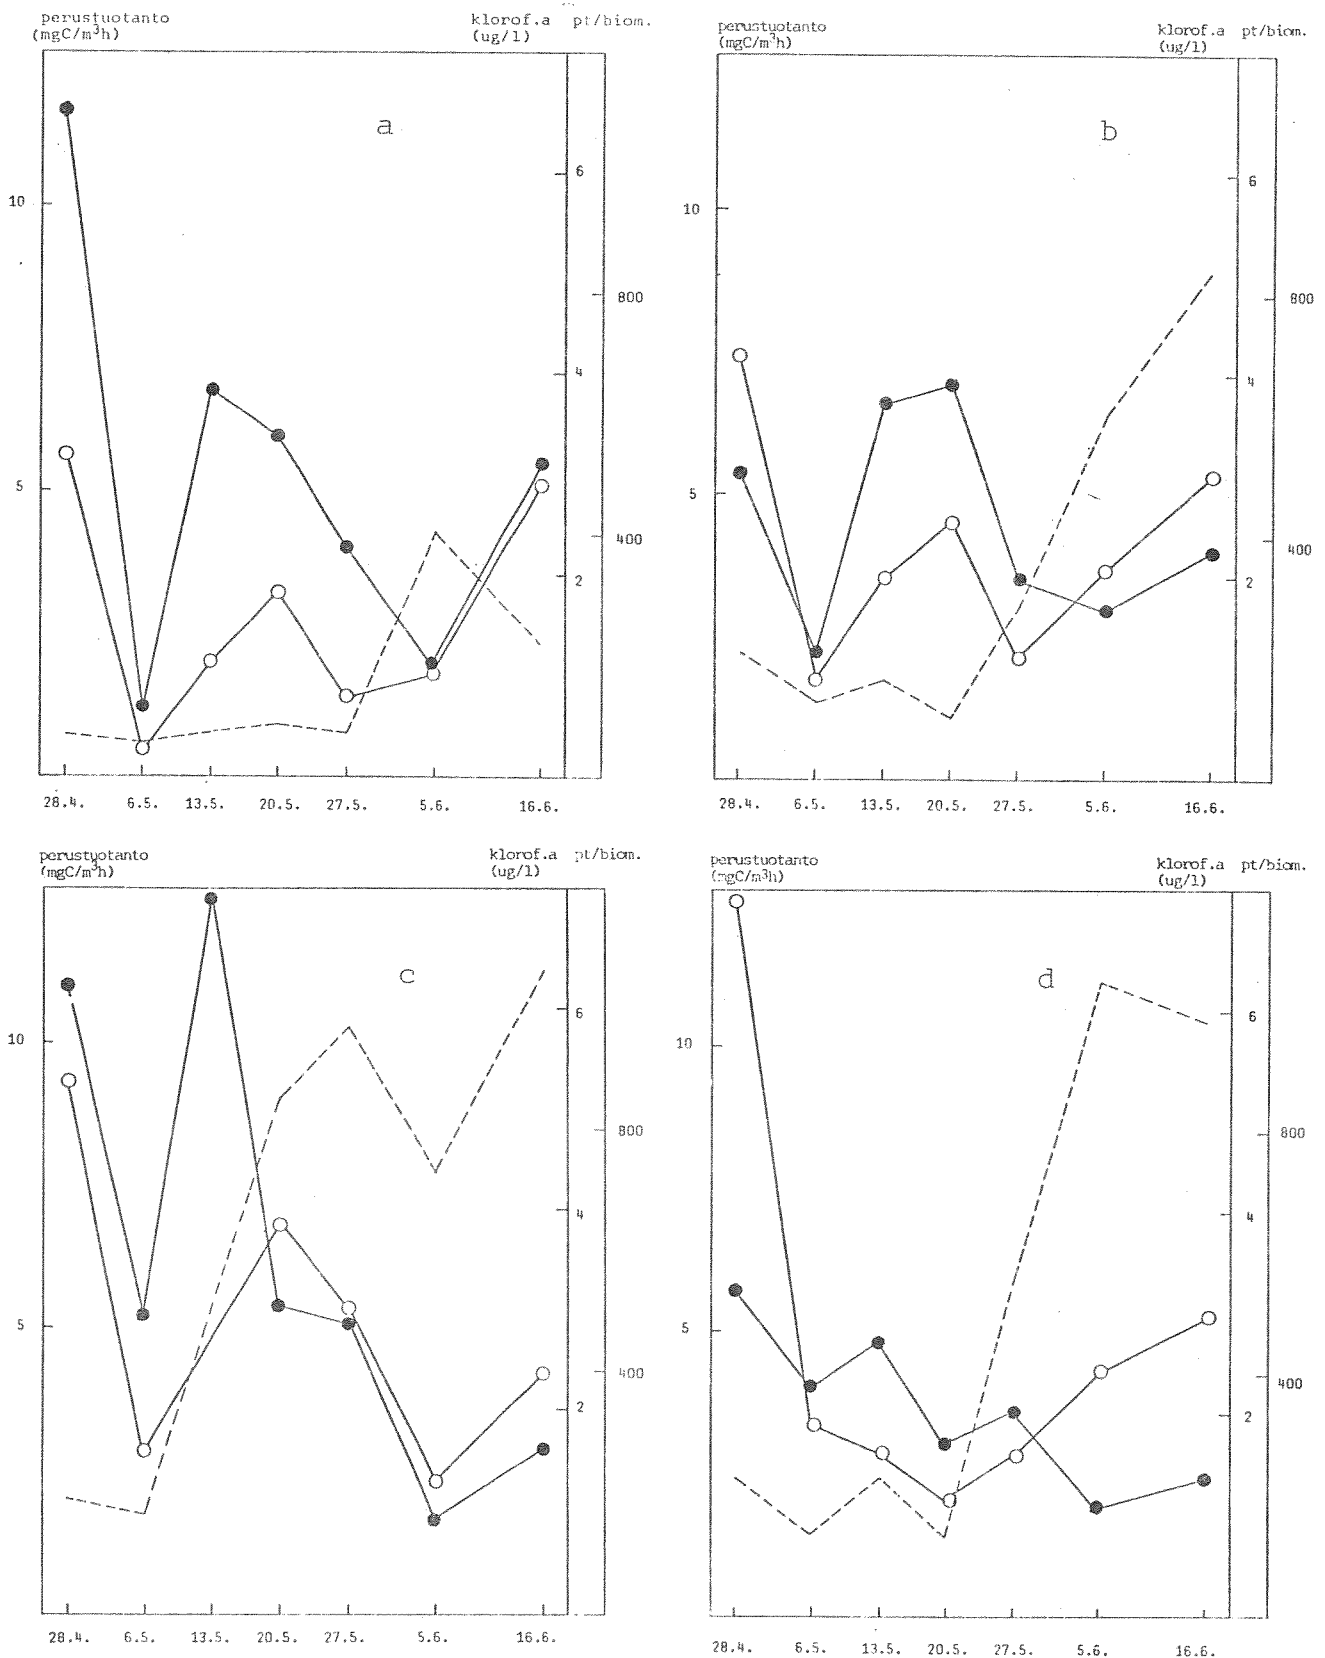 perustuotanto klorof.a pt/biom.
(mgC/m³h) (ug/l)
a
10
5
6
4
2
800
400
28.4. 6.5. 13.5. 20.5. 27.5. 5.6. 16.6.
perustuotanto klorof.a pt/biom.
(mgC/m³h) (ug/l)
b
10
5
6
4
2
800
400
28.4. 6.5. 13.5. 20.5. 27.5. 5.6. 16.6.
perustuotanto klorof.a pt/biom.
(mgC/m³h) (ug/l)
c
10
5
6
4
2
800
400
28.4. 6.5. 13.5. 20.5. 27.5. 5.6. 16.6.
perustuotanto klorof.a pt/biom.
(mgC/m³h) (ug/l)
d
10
5
6
4
2
800
400
28.4. 6.5. 13.5. 20.5. 27.5. 5.6. 16.6.